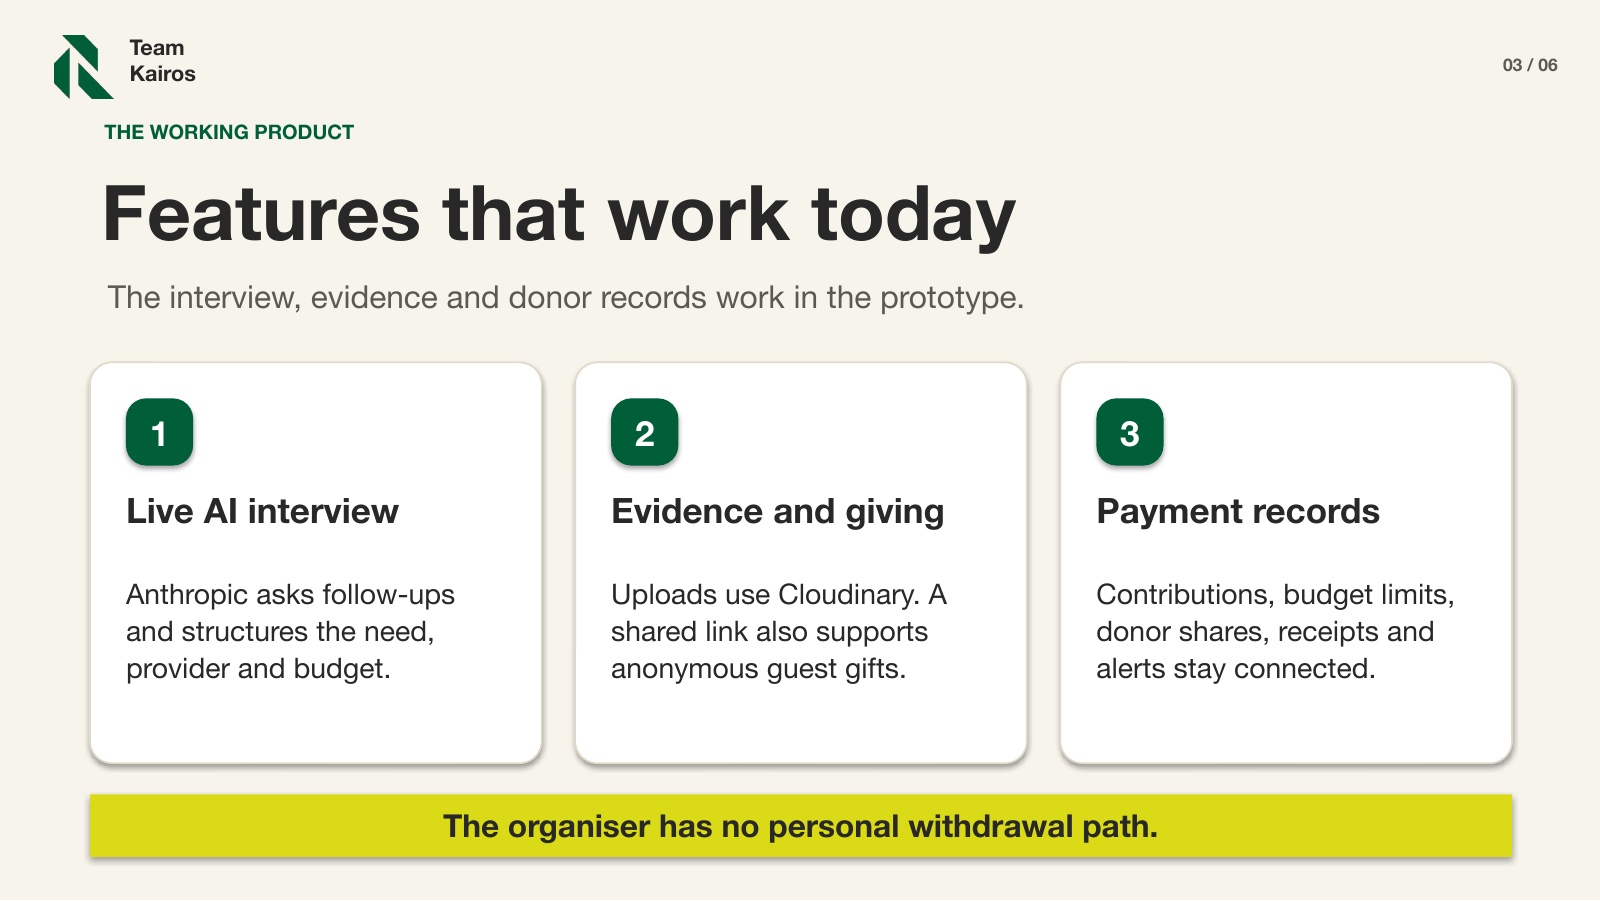 Team
Kairos
03 / 06
THE WORKING PRODUCT
Features that work today
The interview, evidence and donor records work in the prototype.
1
Live AI interview
Anthropic asks follow-ups
and structures the need,
provider and budget.
2
Evidence and giving
Uploads use Cloudinary. A
shared link also supports
anonymous guest gifts.
3
Payment records
Contributions, budget limits,
donor shares, receipts and
alerts stay connected.
The organiser has no personal withdrawal path.